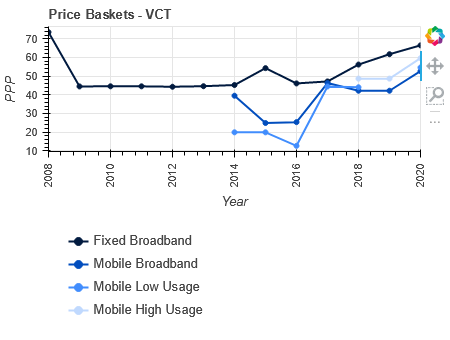 Price Baskets - VCT
PPP
70
60
50
40
30
20
10
2008
2010
2012
2014
2016
2018
2020
Year
Fixed Broadband
Mobile Broadband
Mobile Low Usage
Mobile High Usage